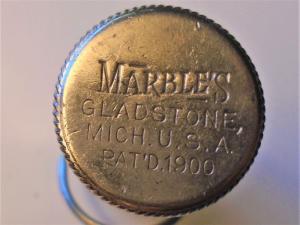 MARBLE'S
GLADSTONE,
MICH. U.S.A.
PAT'D. 1900